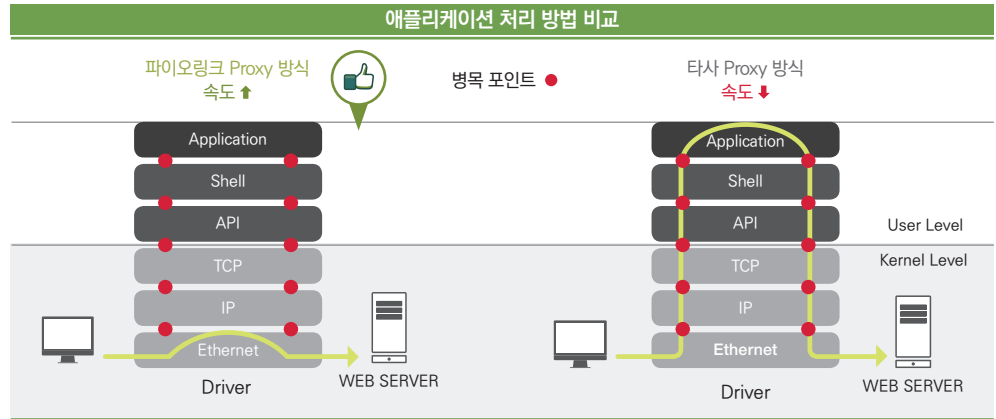 애플리케이션 처리 방법 비교
파이오링크 Proxy 방식
속도
병목 포인트
타사 Proxy 방식
속도
Application
Shell
API
TCP
IP
Ethernet
Driver
WEB SERVER
Application
Shell
API
TCP
IP
Ethernet
Driver
WEB SERVER
User Level
Kernel Level